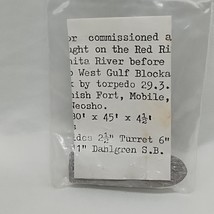 or commissioned a
ught on the Red Ri
hita River before
o West Gulf Blocka
k by torpedo 29.3.
nish Fort, Mobile,
Neosho.
80' x 45' x 4½'
:
ides 2½" Turret 6"
1" Dahlgren S.B.